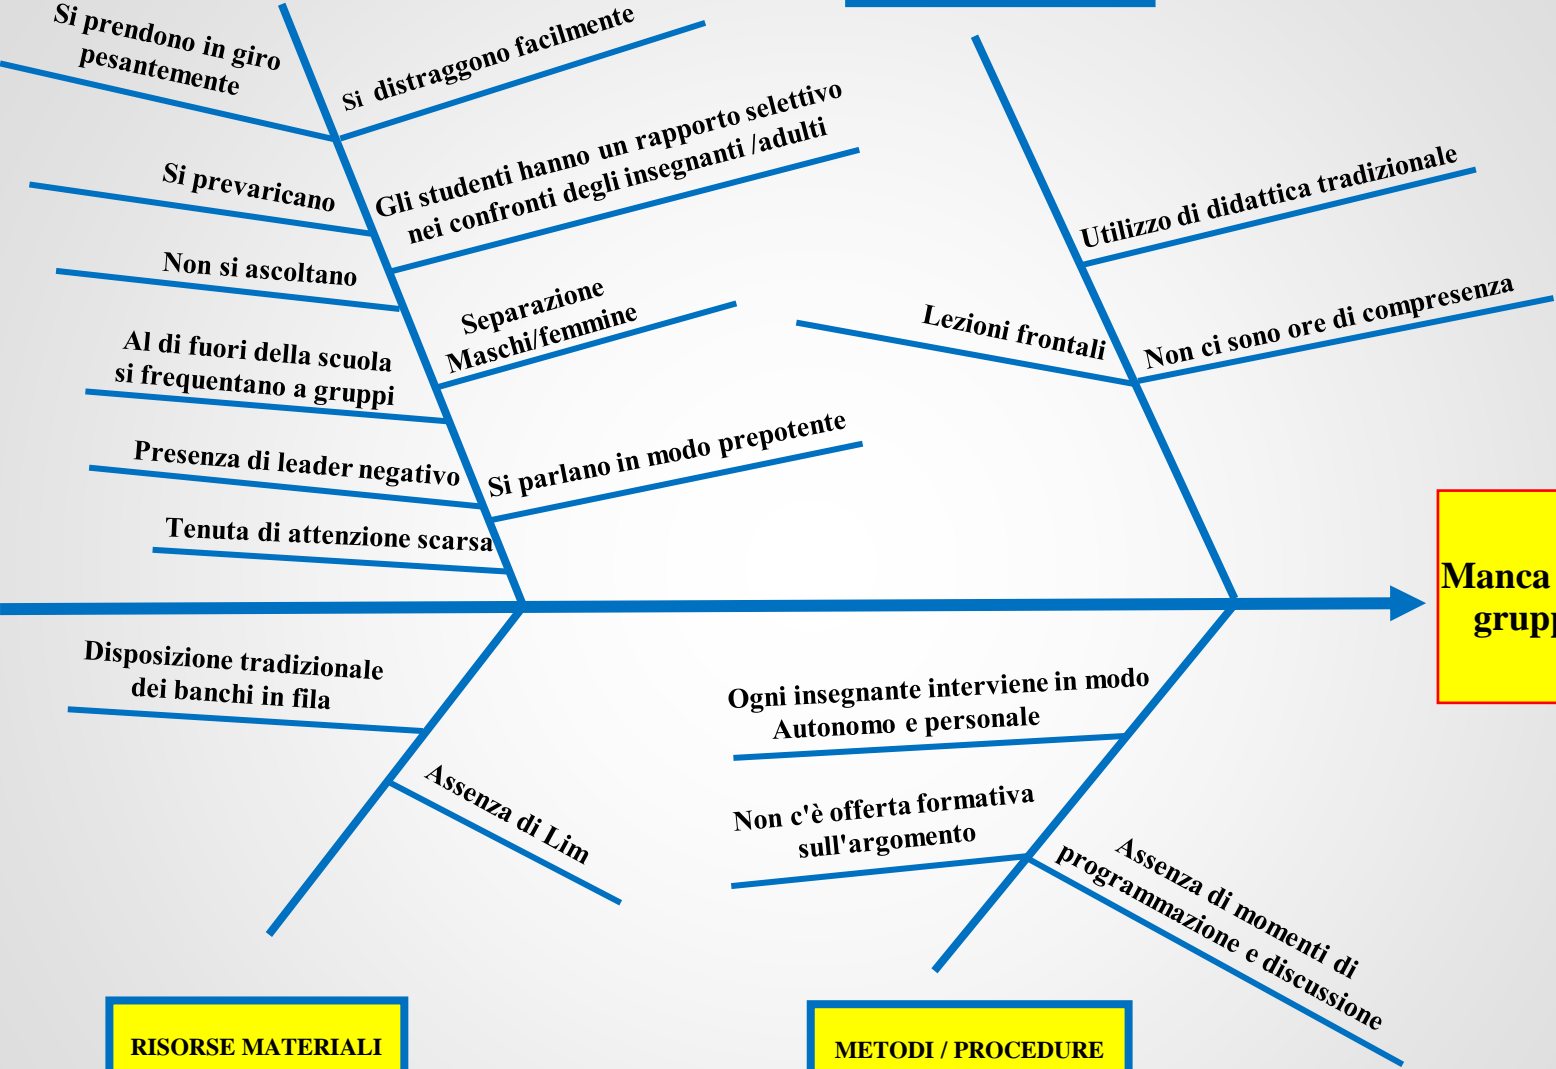 Si prendono in giro
pesantemente
Si prevaricano
Non si ascoltano
Al di fuori della scuola
si frequentano a gruppi
Presenza di leader negativo
Tenuta di attenzione scarsa
Si distraggono facilmente
Gli studenti hanno un rapporto selettivo
nei confronti degli insegnanti /adulti
Separazione
Maschi/femmine
Si parlano in modo prepotente
Lezioni frontali
Utilizzo di didattica tradizionale
Non ci sono ore di compresenza
Manca
Disposizione tradizionale
dei banchi in fila
Assenza di Lim
Ogni insegnante interviene in modo
Autonomo e personale
Non c'è offerta formativa
sull'argomento
Assenza di momenti di
programmazione e discussione
RISORSE MATERIALI
METODI / PROCEDURE